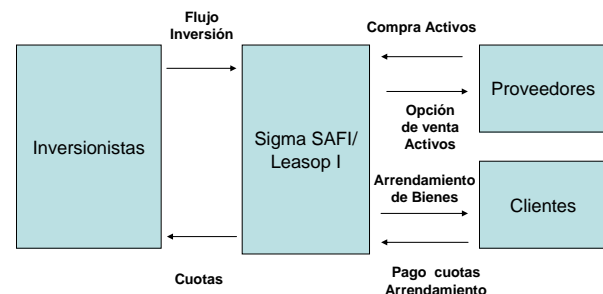 Flujo
Inversión
Compra Activos
Inversionistas
Sigma SAFI/
Leasop I
Proveedores
Opción
de venta
Activos
Arrendamiento
de Bienes
Clientes
Cuotas
Pago cuotas
Arrendamiento